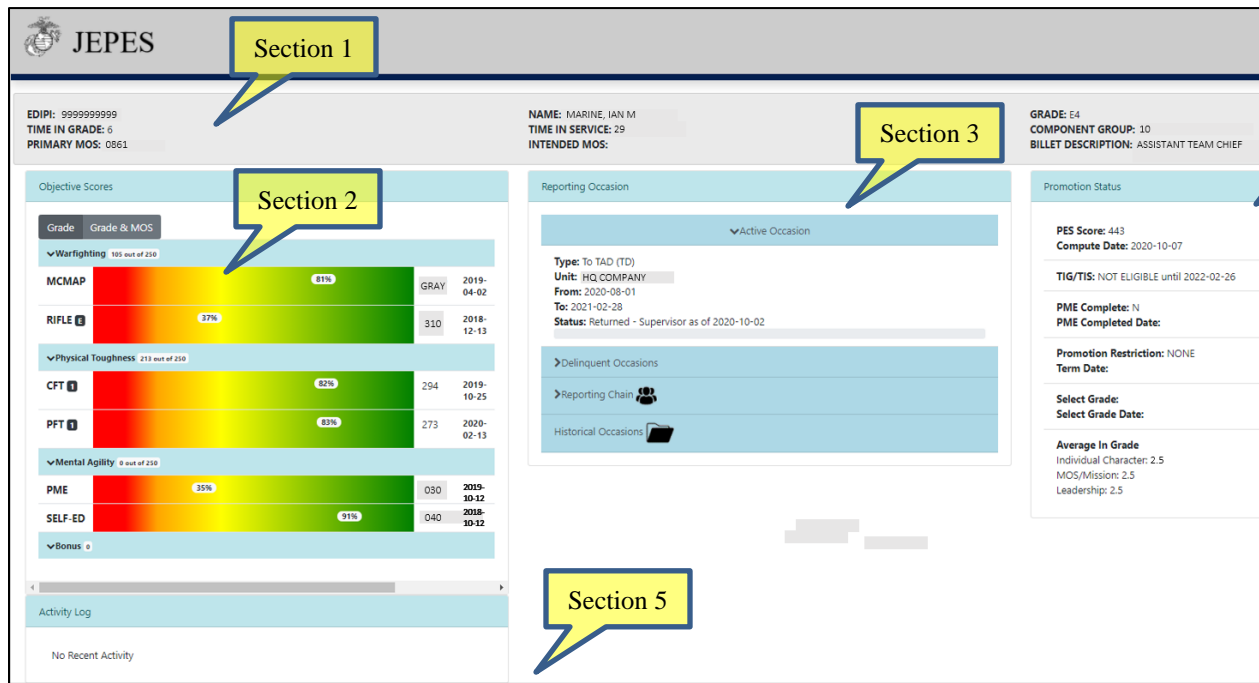 JEPES
Section 1
EDIPI: 9999999999
TIME IN GRADE: 6
PRIMARY MOS: 0861
NAME: MARINE, IAN M
TIME IN SERVICE: 29
INTENDED MOS:
GRADE: E4
COMPONENT GROUP: 10
BILLET DESCRIPTION: ASSISTANT TEAM CHIEF
Section 3
Objective Scores
Section 2
Grade Grade & MOS
Warfighting 105 out of 250
MCMAP 81% GRAY 2019-
04-02
RIFLE E 37% 310 2018-
12-13
Physical Toughness 213 out of 250
CFT 1 82% 294 2019-
10-25
PFT 1 83% 273 2020-
02-13
Mental Agility 0 out of 250
PME 35% 030 2019-
10-12
SELF-ED 91% 040 2018-
10-12
Bonus 0
Activity Log
No Recent Activity
Reporting Occasion
Active Occasion
Type: To TAD (TD)
Unit: HQ COMPANY
From: 2020-08-01
To: 2021-02-28
Status: Returned - Supervisor as of 2020-10-02
Delinquent Occasions
Reporting Chain
Historical Occasions
Section 5
Promotion Status
PES Score: 443
Compute Date: 2020-10-07
TIG/TIS: NOT ELIGIBLE until 2022-02-26
PME Complete: N
PME Completed Date:
Promotion Restriction: NONE
Term Date:
Select Grade:
Select Grade Date:
Average In Grade
Individual Character: 2.5
MOS/Mission: 2.5
Leadership: 2.5